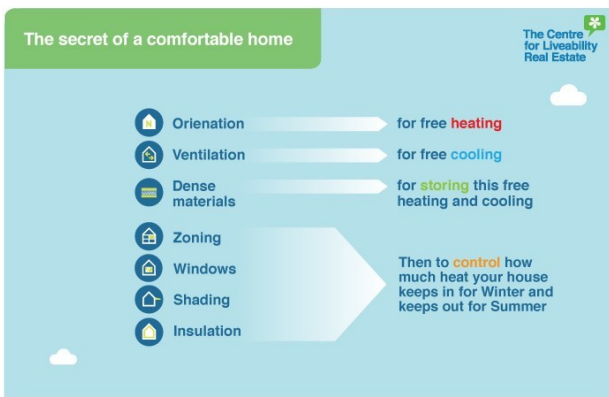 The secret of a comfortable home
The Centre
for Liveability
Real Estate
N
Orienation
for free heating
Ventilation
for free cooling
Dense
materials
for storing this free
heating and cooling
Zoning
Windows
Shading
Insulation
Then to control how
much heat your house
keeps in for Winter and
keeps out for Summer